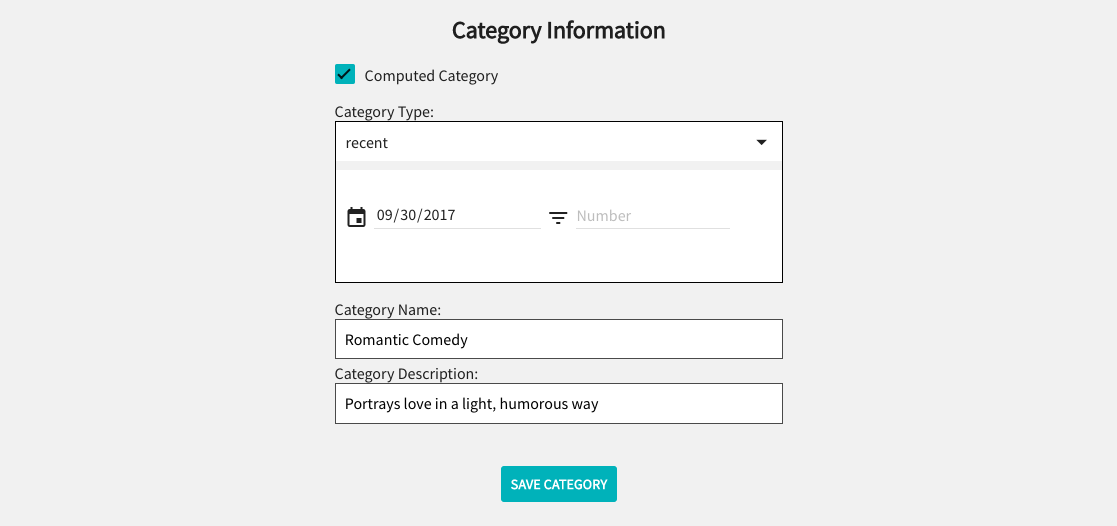 Category Information
Computed Category
Category Type:
recent
09/30/2017 Number
Category Name:
Romantic Comedy
Category Description:
Portrays love in a light, humorous way
SAVE CATEGORY